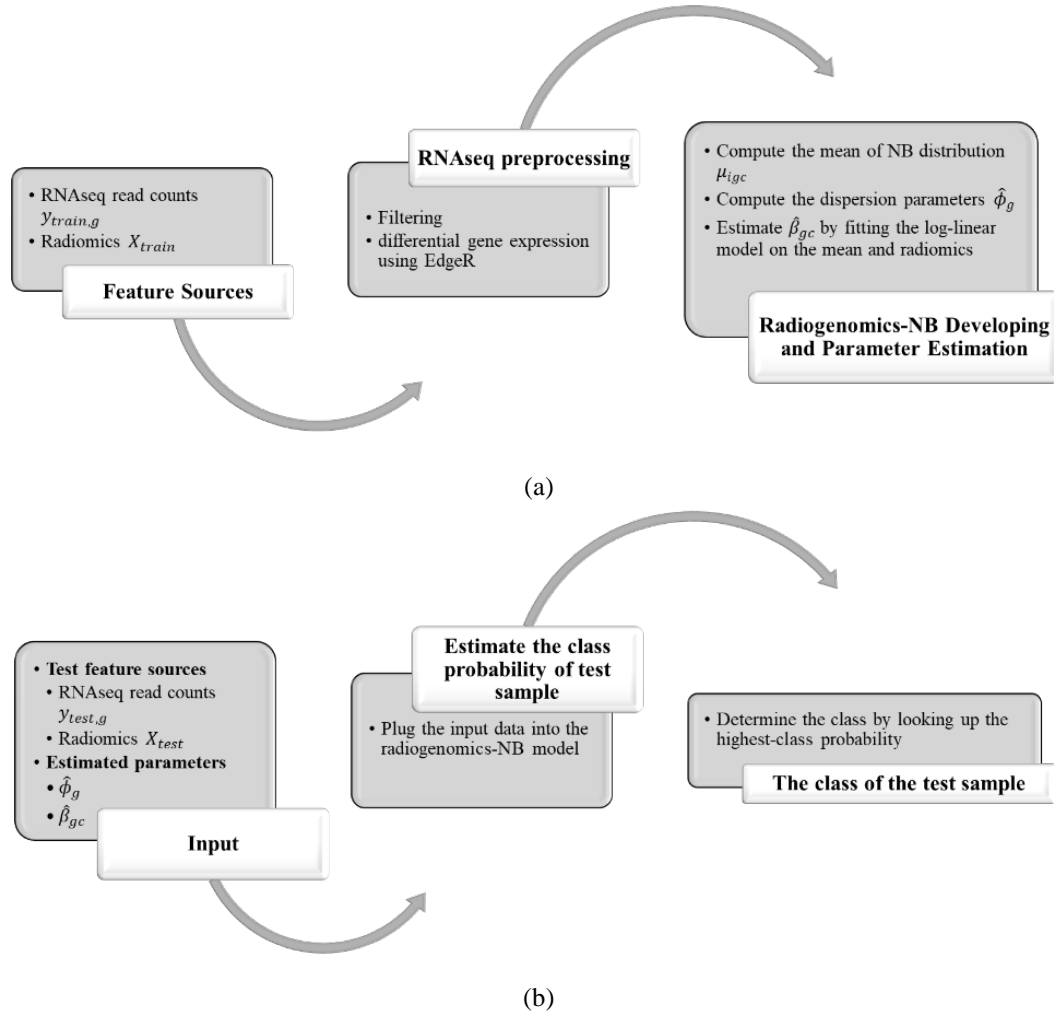 • RNAseq read counts
y_{train,g}
• Radiomics X_{train}
Feature Sources
RNAseq preprocessing
• Filtering
• differential gene expression
using EdgeR
• Compute the mean of NB distribution
μ_{igc}
• Compute the dispersion parameters ϕ̂_g
• Estimate β̂_{gc} by fitting the log-linear
model on the mean and radiomics
Radiogenomics-NB Developing
and Parameter Estimation
(a)
• Test feature sources
• RNAseq read counts
y_{test,g}
• Radiomics X_{test}
• Estimated parameters
• ϕ̂_g
• β̂_{gc}
Input
Estimate the class
probability of test
sample
• Plug the input data into the
radiogenomics-NB model
• Determine the class by looking up the
highest-class probability
The class of the test sample
(b)